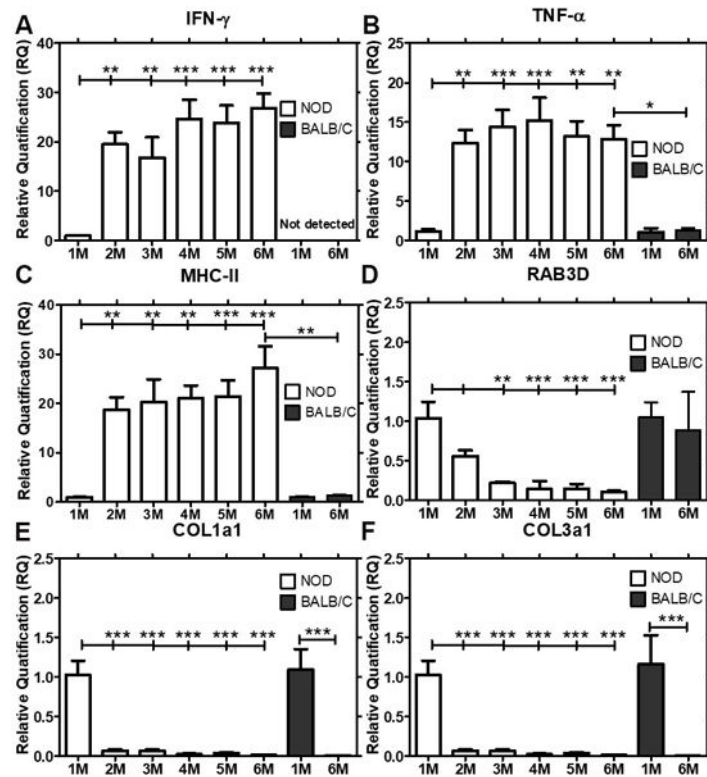 A IFN-γ
Relative Quatification (RQ)
40
30
20
10
0
** ** *** *** ***
NOD
BALB/C
Not detected
1M 2M 3M 4M 5M 6M 1M 6M
B TNF-α
Relative Quatification (RQ)
25
20
15
10
5
0
** *** *** ** **
*
NOD
BALB/C
1M 2M 3M 4M 5M 6M 1M 6M
C MHC-II
Relative Quatification (RQ)
40
30
20
10
0
** ** ** *** ***
**
NOD
BALB/C
1M 2M 3M 4M 5M 6M 1M 6M
D RAB3D
Relative Quatification (RQ)
2.5
2.0
1.5
1.0
0.5
0.0
** *** *** ***
NOD
BALB/C
1M 2M 3M 4M 5M 6M 1M 6M
E COL1a1
Relative Quatification (RQ)
2.5
2.0
1.5
1.0
0.5
0.0
*** *** *** *** ***
***
NOD
BALB/C
1M 2M 3M 4M 5M 6M 1M 6M
F COL3a1
Relative Quatification (RQ)
2.5
2.0
1.5
1.0
0.5
0.0
*** *** *** *** ***
***
NOD
BALB/C
1M 2M 3M 4M 5M 6M 1M 6M